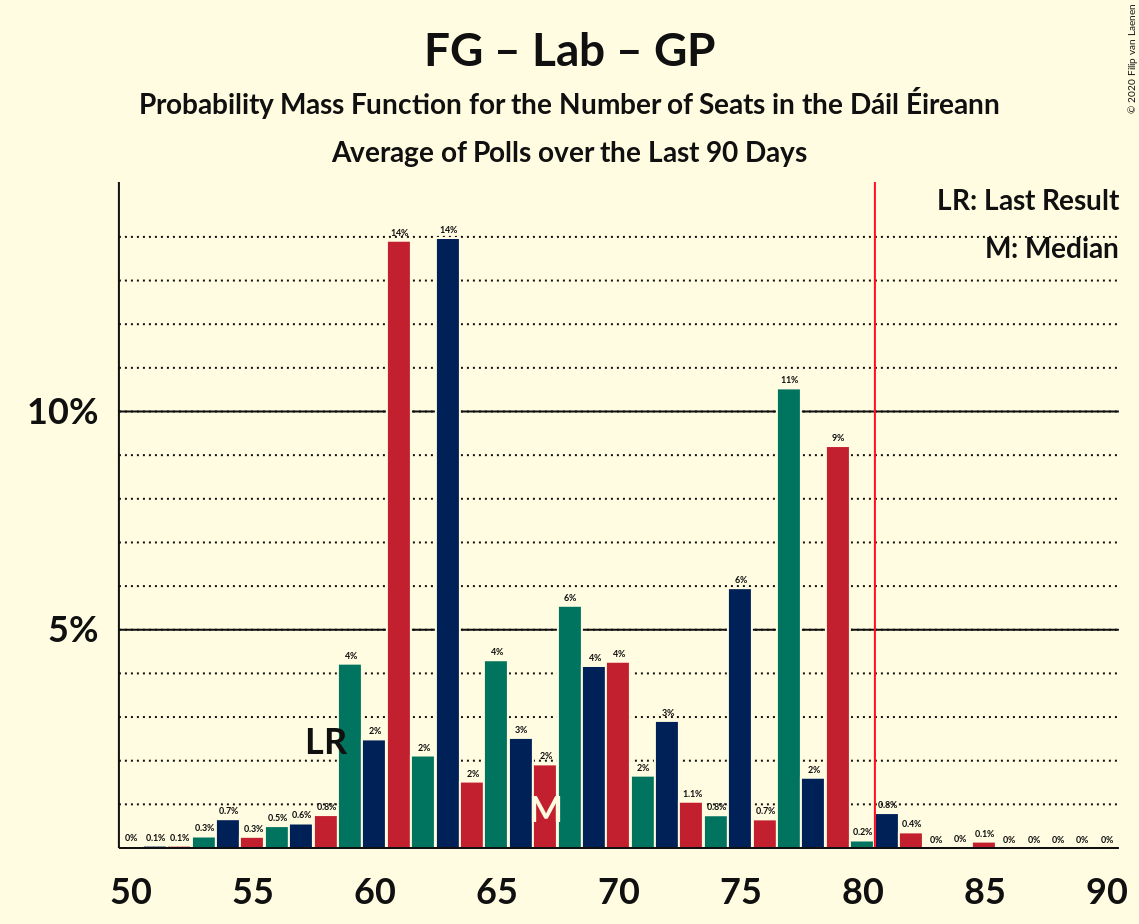 FG – Lab – GP
Probability Mass Function for the Number of Seats in the Dáil Éireann
Average of Polls over the Last 90 Days
© 2020 Filip van Laenen
LR: Last Result
M: Median
10%
5%
0% 0.1% 0.1% 0.3% 0.7% 0.3% 0.5% 0.6% 0.8% 4% 2% 14% 2% 14% 2% 4% 3% 2% 6% 4% 4% 2% 3% 1.1% 0.8% 6% 0.7% 11% 2% 9% 0.2% 0.8% 0.4% 0% 0% 0.1% 0% 0% 0% 0% 0%
LR
M
50 55 60 65 70 75 80 85 90